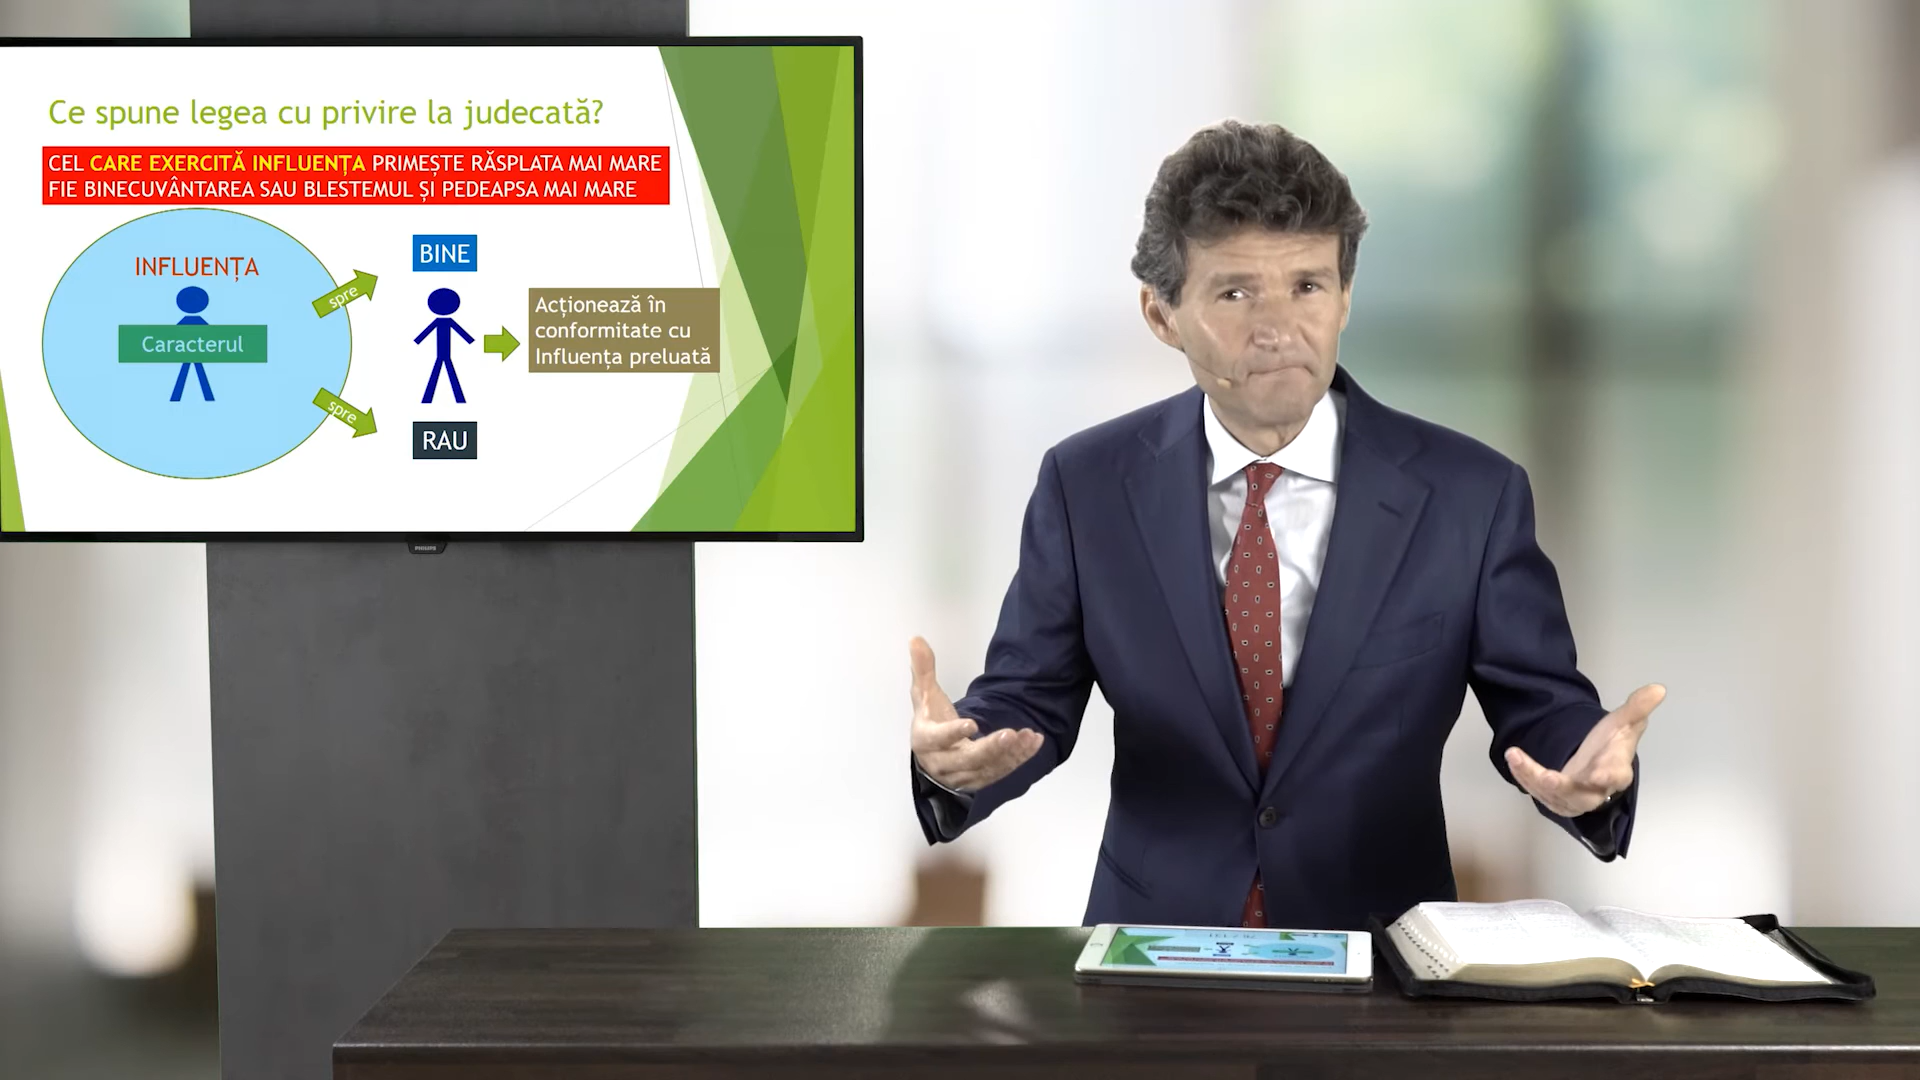 Ce spune legea cu privire la judecată?
CEL CARE EXERCITĂ INFLUENȚA PRIMEȘTE RĂSPLATA MAI MARE
FIE BINECUVÂNTAREA SAU BLESTEMUL ȘI PEDEAPSA MAI MARE
INFLUENȚA
Caracterul
spre
spre
BINE
RAU
Acționează în
conformitate cu
Influența preluată
PHILIPS